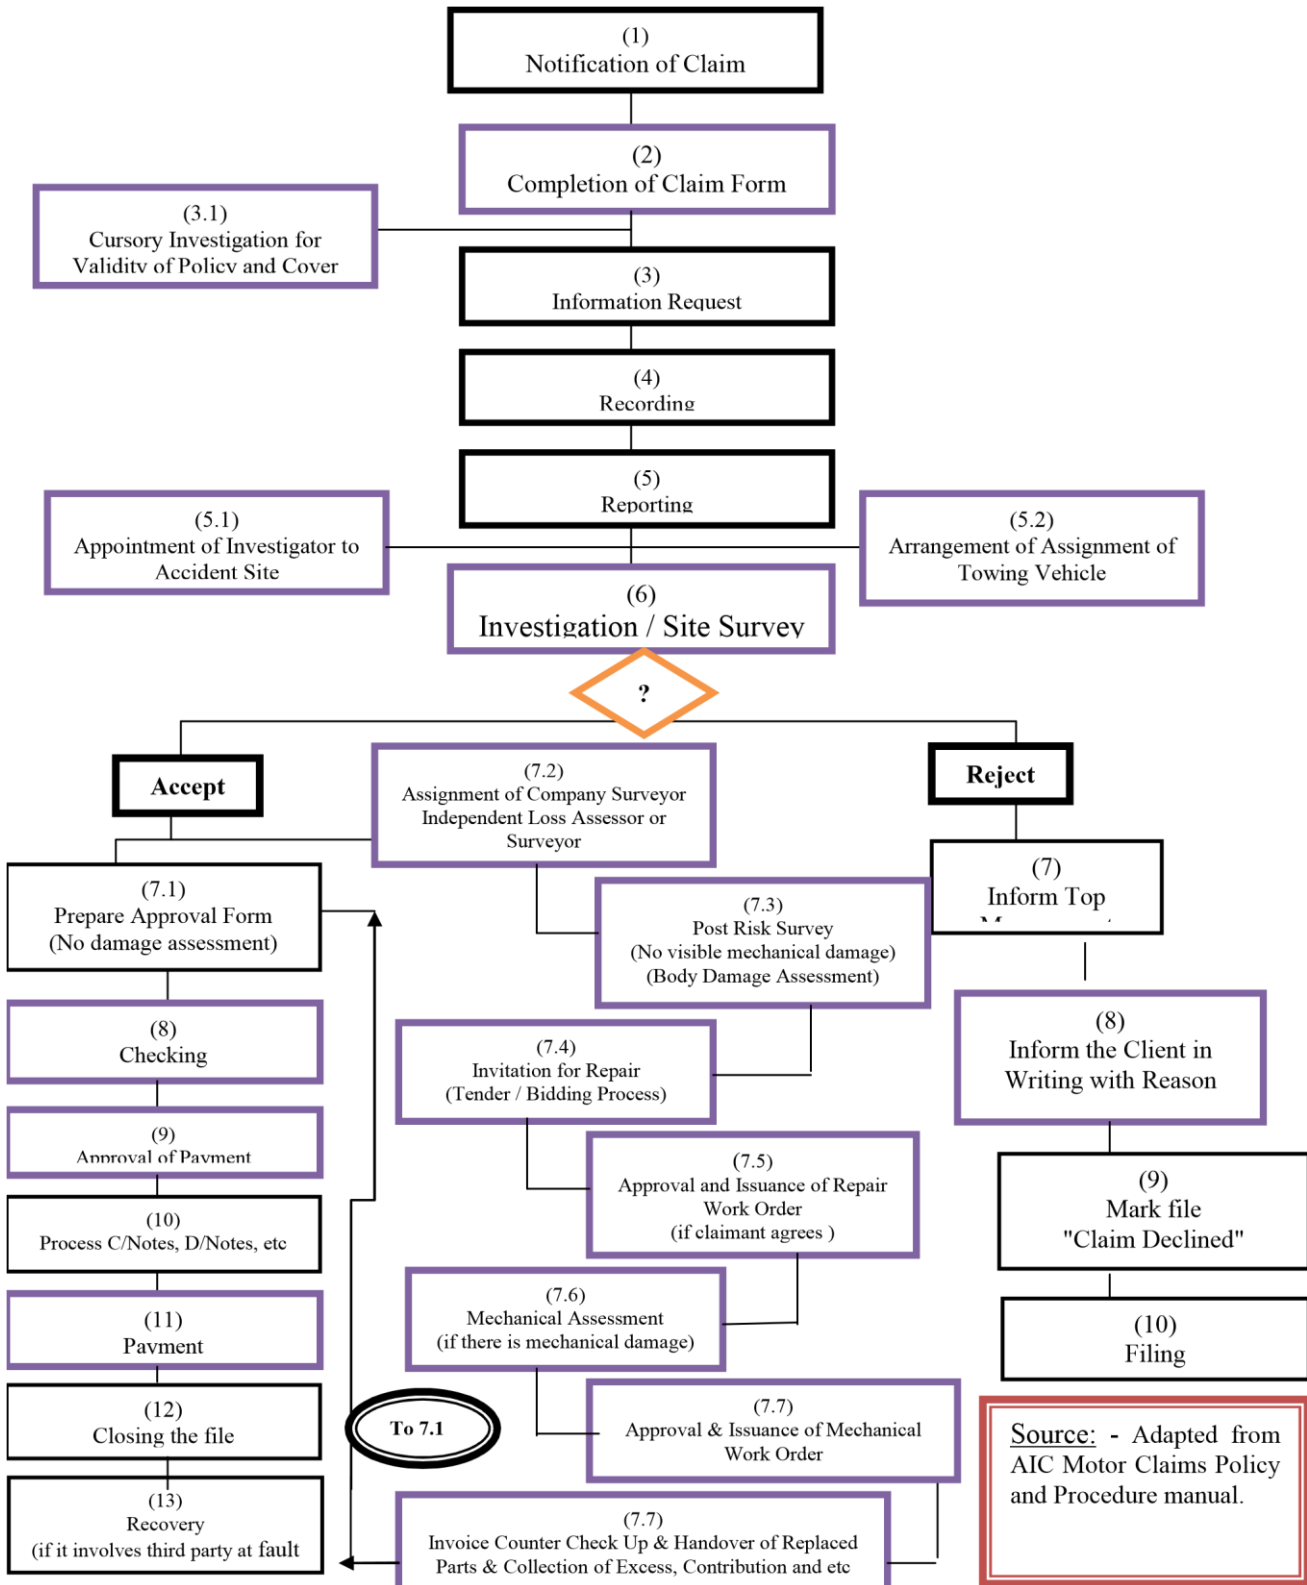 (1)
Notification of Claim
(2)
Completion of Claim Form
(3.1)
Cursory Investigation for
Validity of Policy and Cover
(3)
Information Request
(4)
Recording
(5)
Reporting
(5.1)
Appointment of Investigator to
Accident Site
(5.2)
Arrangement of Assignment of
Towing Vehicle
(6)
Investigation / Site Survey
?
Accept
Reject
(7.2)
Assignment of Company Surveyor
Independent Loss Assessor or
Surveyor
(7.1)
Prepare Approval Form
(No damage assessment)
(7)
Inform Top
(7.3)
Post Risk Survey
(No visible mechanical damage)
(Body Damage Assessment)
(8)
Checking
(8)
Inform the Client in
Writing with Reason
(7.4)
Invitation for Repair
(Tender / Bidding Process)
(9)
Approval of Payment
(7.5)
Approval and Issuance of Repair
Work Order
(if claimant agrees )
(9)
Mark file
"Claim Declined"
(10)
Process C/Notes, D/Notes, etc
(7.6)
Mechanical Assessment
(if there is mechanical damage)
(11)
Payment
(10)
Filing
(12)
Closing the file
To 7.1
(7.7)
Approval & Issuance of Mechanical
Work Order
(13)
Recovery
(if it involves third party at fault
(7.7)
Invoice Counter Check Up & Handover of Replaced
Parts & Collection of Excess, Contribution and etc
Source: - Adapted from
AIC Motor Claims Policy
and Procedure manual.